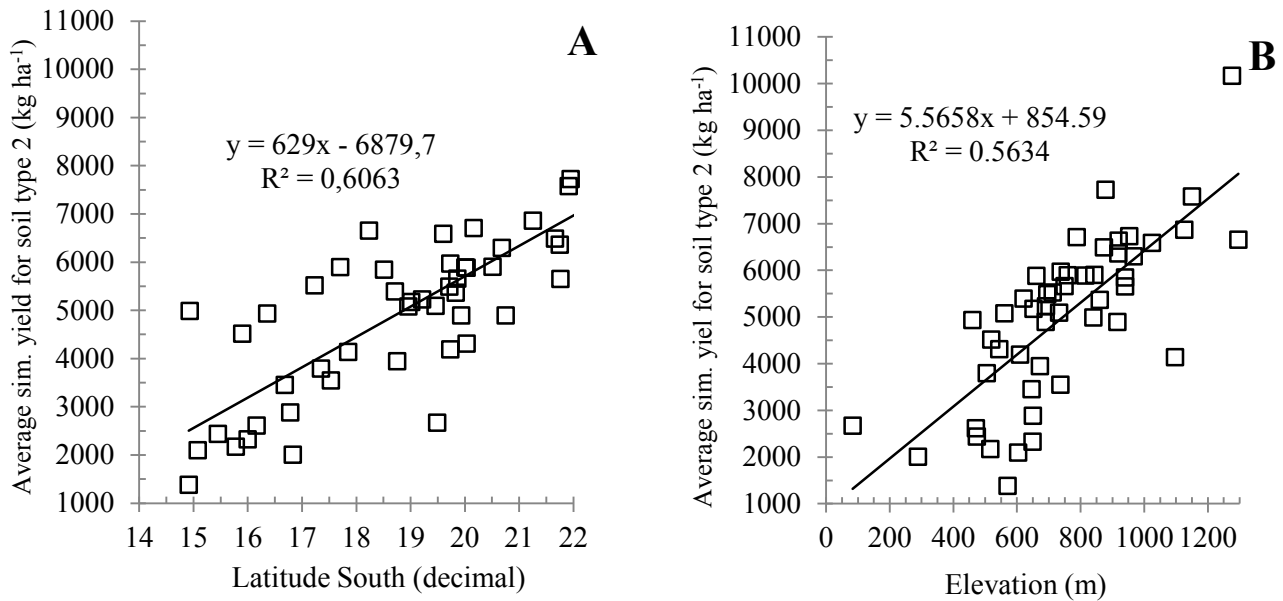 A
Average sim. yield for soil type 2 (kg ha⁻¹)
11000
10000
9000
8000
7000
6000
5000
4000
3000
2000
1000
y = 629x - 6879,7
R² = 0,6063
14 15 16 17 18 19 20 21 22
Latitude South (decimal)
B
Average sim. yiel for soil type 2 (kg ha⁻¹)
11000
10000
9000
8000
7000
6000
5000
4000
3000
2000
1000
y = 5.5658x + 854.59
R² = 0.5634
0 200 400 600 800 1000 1200
Elevation (m)